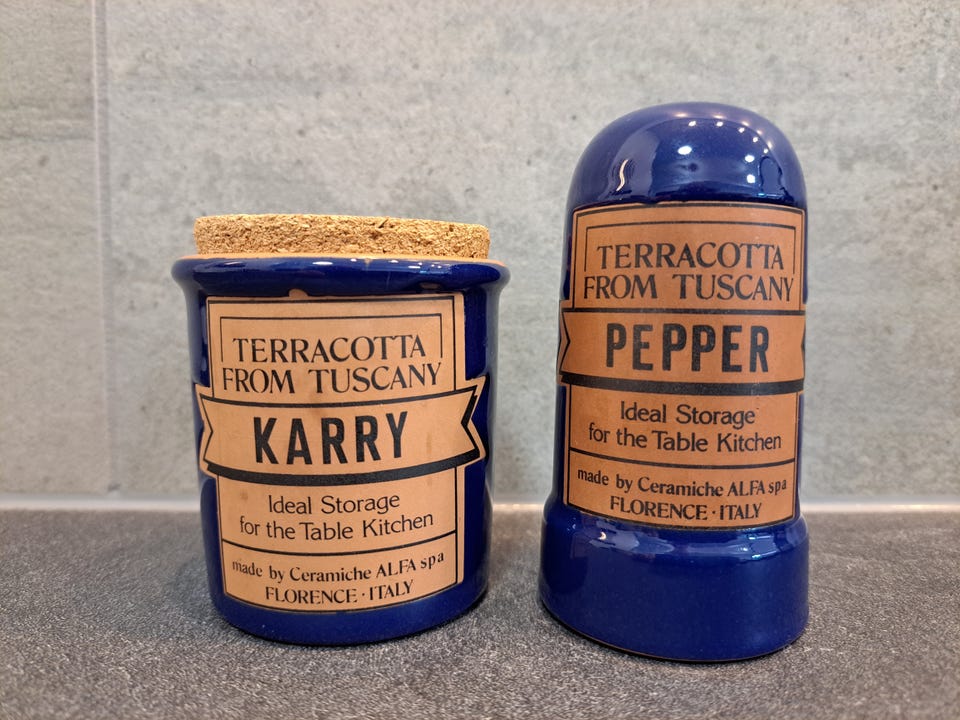 TERRACOTTA
FROM TUSCANY
KARRY
Ideal Storage
for the Table Kitchen
made by Ceramiche ALFA spa
FLORENCE · ITALY
TERRACOTTA
FROM TUSCANY
PEPPER
Ideal Storage
for the Table Kitchen
made by Ceramiche ALFA spa
FLORENCE · ITALY